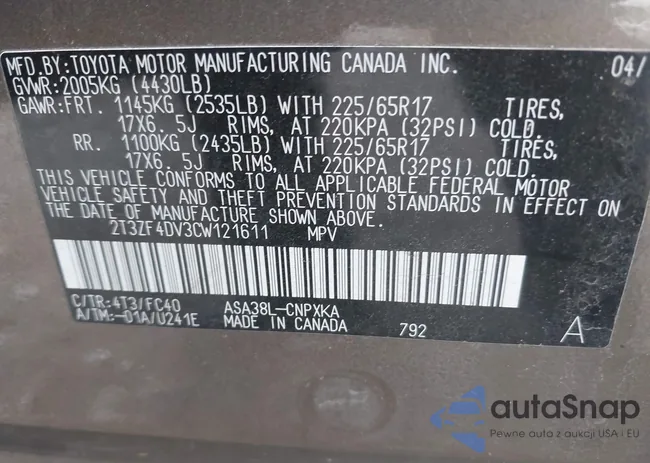 MFD.BY:TOYOTA MOTOR MANUFACTURING CANADA INC. 04/
GVWR:2005KG (4430LB)
GAWR:FRT. 1145KG (2535LB) WITH 225/65R17 TIRES,
17X6.5J RIMS, AT 220KPA (32PSI) COLD.
RR. 1100KG (2435LB) WITH 225/65R17 TIRES,
17X6.5J RIMS, AT 220KPA (32PSI) COLD.
THIS VEHICLE CONFORMS TO ALL APPLICABLE FEDERAL MOTOR
VEHICLE SAFETY AND THEFT PREVENTION STANDARDS IN EFFECT ON
THE DATE OF MANUFACTURE SHOWN ABOVE.
2T3ZF4DV3CW121611 MPV
C/TR:4T3/FC40 ASA38L-CNPXKA
A/TM:-01A/U241E MADE IN CANADA 792 A
autaSnap
Pewne auta z aukcji USA i EU